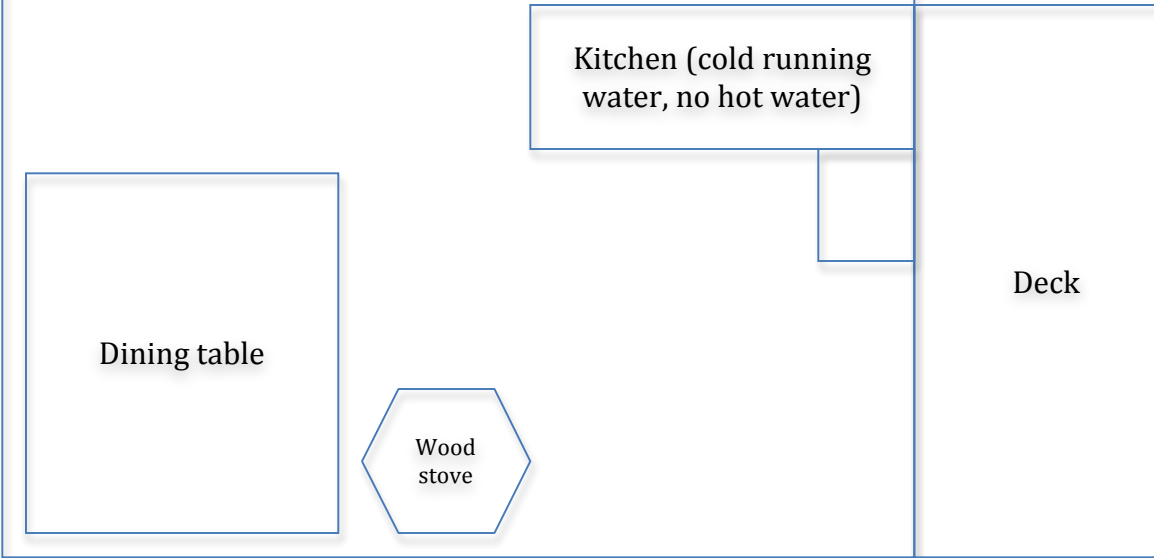 Kitchen (cold running
water, no hot water)
Deck
Dining table
Wood
stove